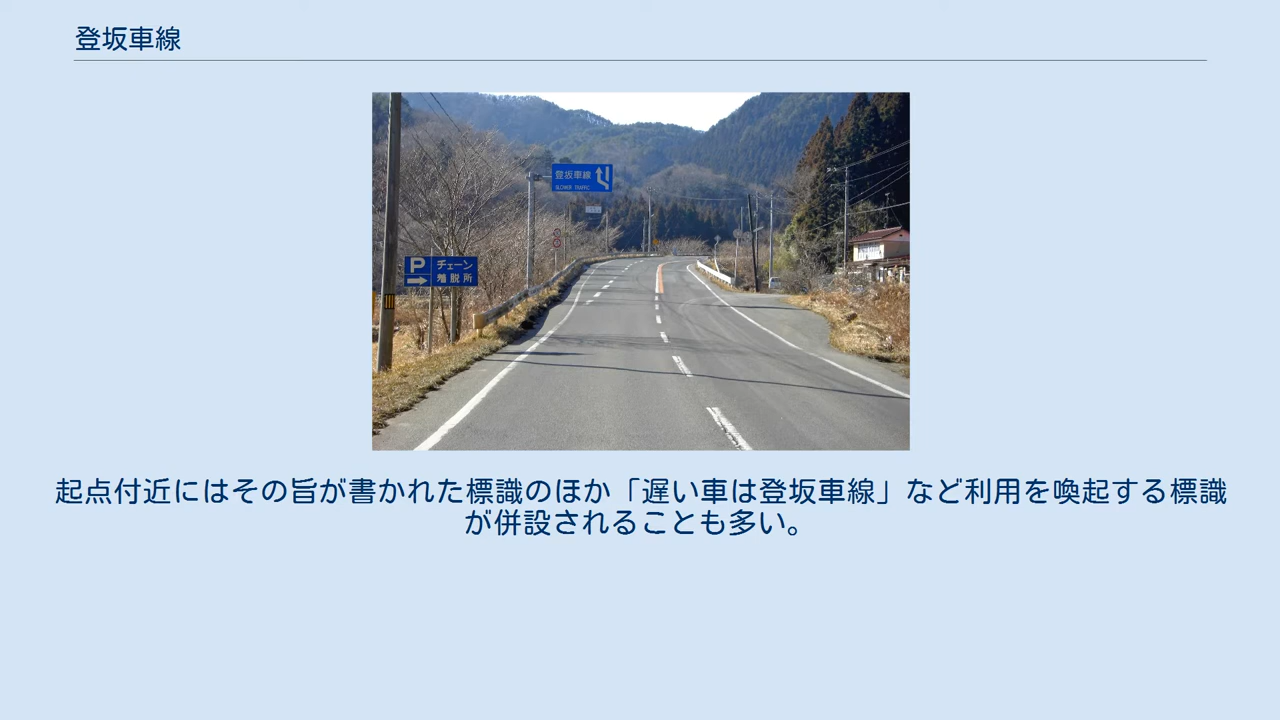 登坂車線
登坂車線
SLOWER TRAFFIC
P チェーン
着脱所
起点付近にはその旨が書かれた標識のほか「遅い車は登坂車線」など利用を喚起する標識
が併設されることも多い。